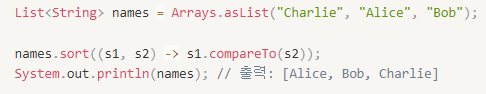 List<String> names = Arrays.asList("Charlie", "Alice", "Bob");
names.sort((s1, s2) -> s1.compareTo(s2));
System.out.println(names); // 출력: [Alice, Bob, Charlie]